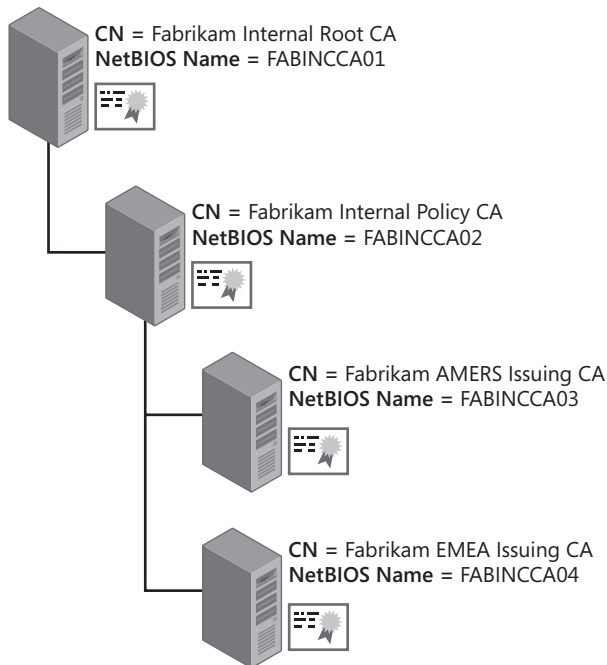 CN = Fabrikam Internal Root CA
NetBIOS Name = FABINCCA01
CN = Fabrikam Internal Policy CA
NetBIOS Name = FABINCCA02
CN = Fabrikam AMERS Issuing CA
NetBIOS Name = FABINCCA03
CN = Fabrikam EMEA Issuing CA
NetBIOS Name = FABINCCA04